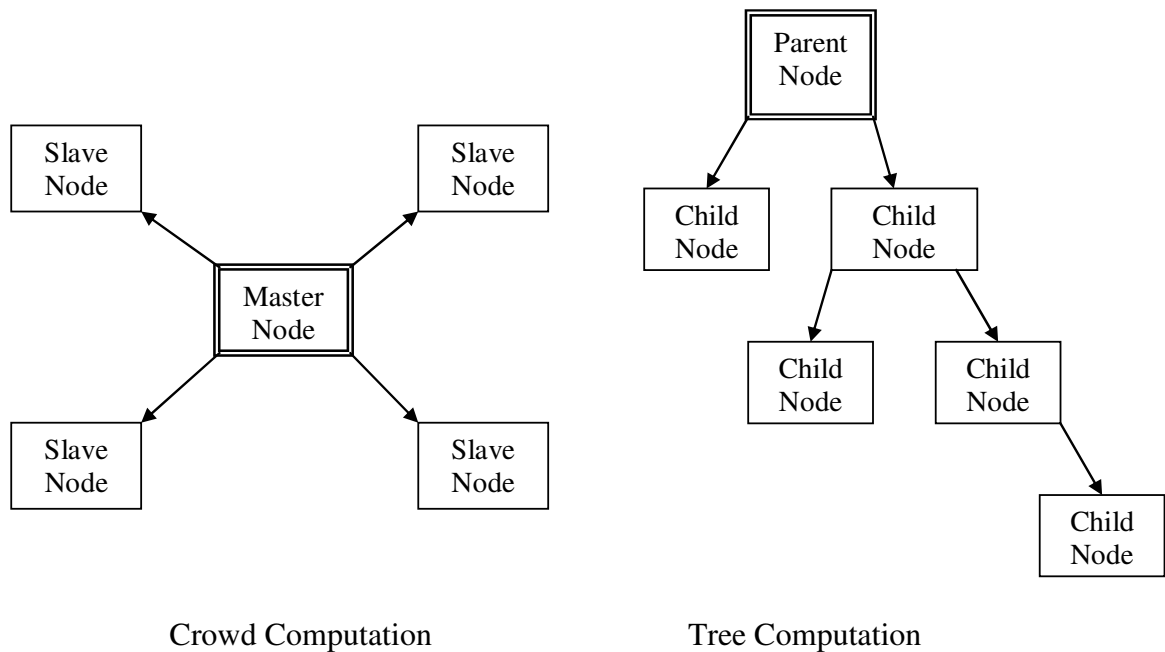 Slave
Node
Slave
Node
Master
Node
Slave
Node
Slave
Node
Crowd Computation
Parent
Node
Child
Node
Child
Node
Child
Node
Child
Node
Child
Node
Tree Computation